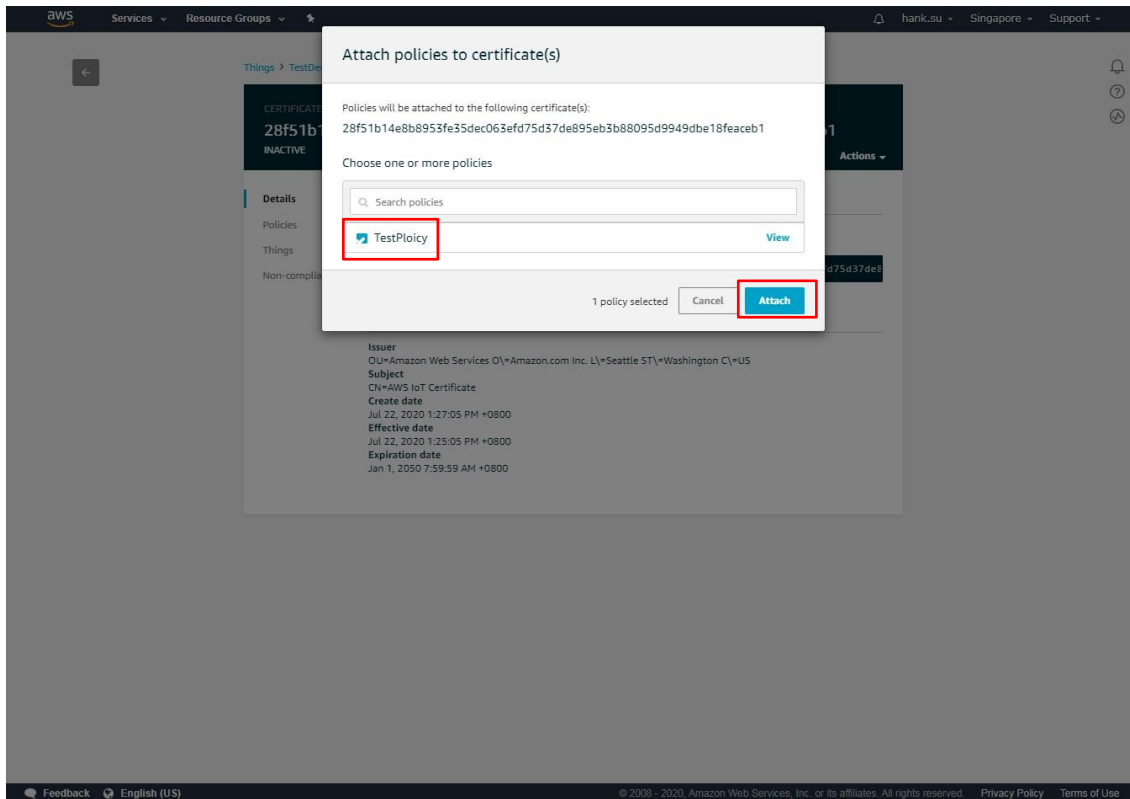 aws Services Resource Groups hank.su Singapore Support
Attach policies to certificate(s)
Things > TestDe
Policies will be attached to the following certificate(s):
28f51b14e8b8953fe35dec063efd75d37de895eb3b88095d9949dbe18feaceb1
Choose one or more policies
Search policies
TestPloicy View
1 policy selected Cancel Attach
CERTIFICATE
28f51b1 1
INACTIVE Actions
Details
Policies
Things
Non-complia
d75d37de8
Issuer
OU=Amazon Web Services O\=Amazon.com Inc. L\=Seattle ST\=Washington C\=US
Subject
CN=AWS IoT Certificate
Create date
Jul 22, 2020 1:27:05 PM +0800
Effective date
Jul 22, 2020 1:25:05 PM +0800
Expiration date
Jan 1, 2050 7:59:59 AM +0800
Feedback English (US) © 2008 - 2020, Amazon Web Services, Inc. or its affiliates. All rights reserved. Privacy Policy Terms of Use